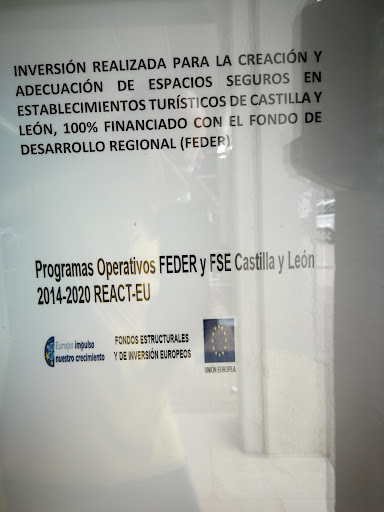 INVERSIÓN REALIZADA PARA LA CREACIÓN Y
ADECUACIÓN DE ESPACIOS SEGUROS EN
ESTABLECIMIENTOS TURÍSTICOS DE CASTILLA Y
LEÓN, 100% FINANCIADO CON EL FONDO DE
DESARROLLO REGIONAL (FEDER)
Programas Operativos FEDER y FSE Castilla y León
2014-2020 REACT-EU
Europa impulsa
nuestro crecimiento
FONDOS ESTRUCTURALES
Y DE INVERSIÓN EUROPEOS
UNIÓN EUROPEA